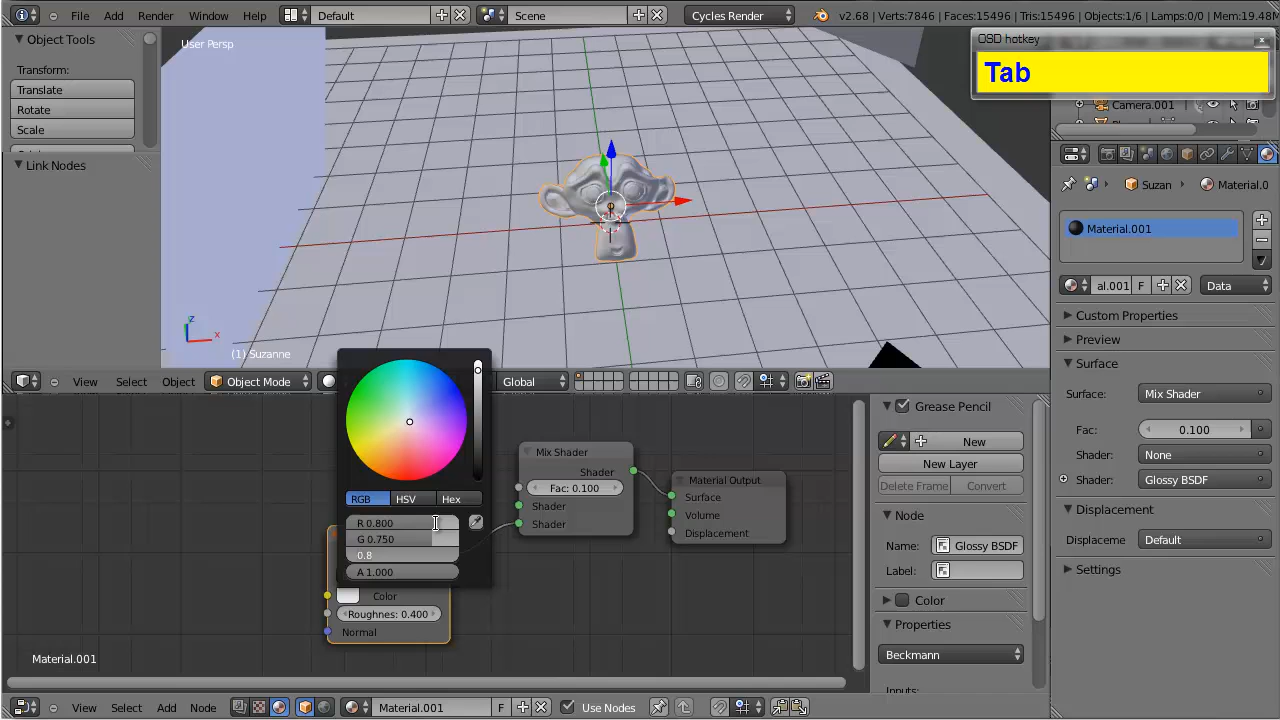 File Add Render Window Help Default Scene Cycles Render v2.68 | Verts:7846 | Faces:15496 | Tris:15496 | Objects:1/6 | Lamps:0/0 | Mem:19.48M
OSD hotkey
Tab
Object Tools
Transform:
Translate
Rotate
Scale
Link Nodes
User Persp
z
x
(1) Suzanne
Camera.001
Suzan Material.0
Material.001
al.001 F Data
Custom Properties
Preview
Surface
Surface: Mix Shader
Fac: 0.100
Shader: None
Shader: Glossy BSDF
Displacement
Displaceme Default
Settings
View Select Object Object Mode Global
RGB HSV Hex
R 0.800
G 0.750
0.8
A 1.000
Color
Roughness: 0.400
Normal
Mix Shader
Shader
Fac: 0.100
Shader
Shader
Material Output
Surface
Volume
Displacement
Grease Pencil
New
New Layer
Delete Frame Convert
Node
Name: Glossy BSDF
Label:
Color
Properties
Beckmann
Inputs:
Material.001
View Select Add Node Material.001 F Use Nodes